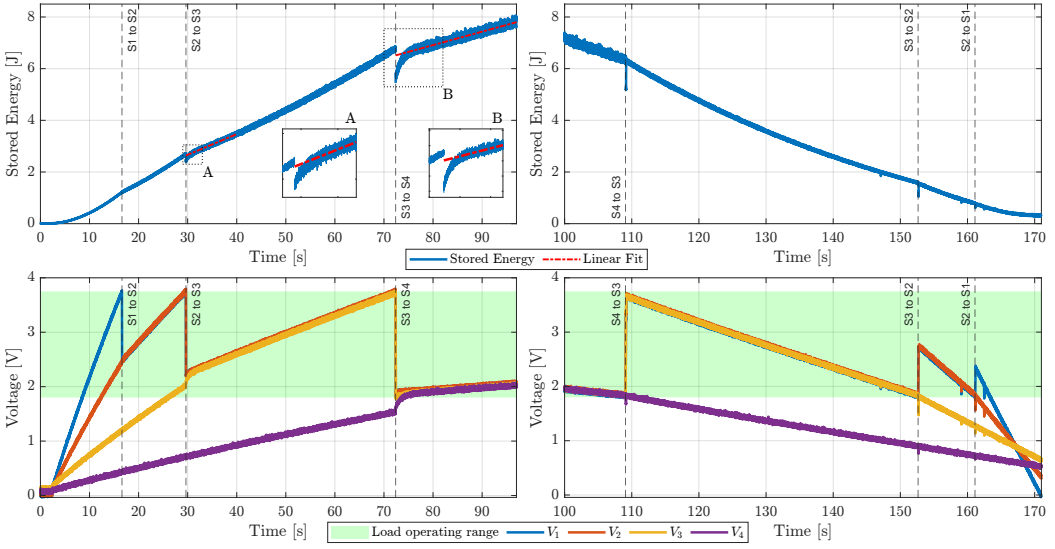 Stored Energy [J]
8
6
4
2
0
S1 to S2
S2 to S3
S3 to S4
A
B
A
B
0 10 20 30 40 50 60 70 80 90
Time [s]
Stored Energy [J]
8
6
4
2
0
S4 to S3
S3 to S2
S2 to S1
100 110 120 130 140 150 160 170
Time [s]
Stored Energy Linear Fit
Voltage [V]
4
3
2
1
0
S1 to S2
S2 to S3
S3 to S4
0 10 20 30 40 50 60 70 80 90
Time [s]
Voltage [V]
4
3
2
1
0
S4 to S3
S3 to S2
S2 to S1
100 110 120 130 140 150 160 170
Time [s]
Load operating range V1 V2 V3 V4